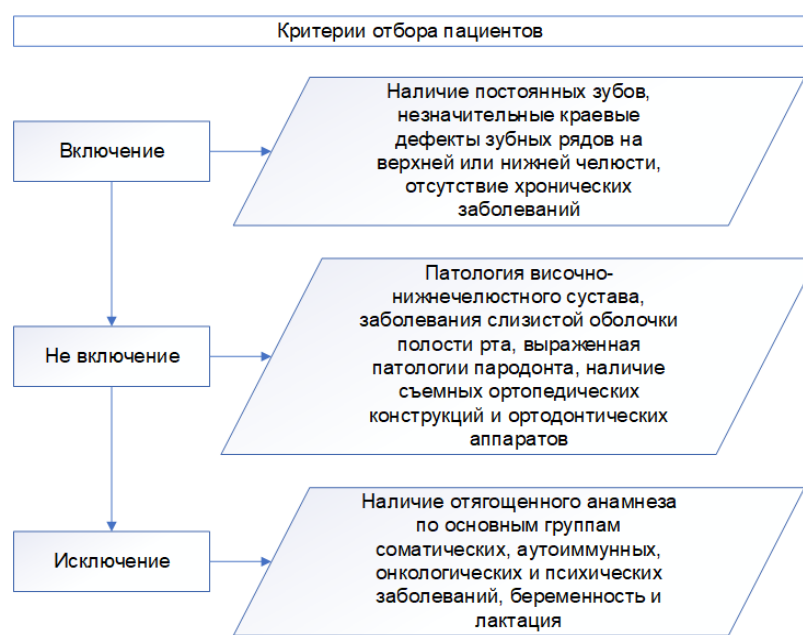 Критерии отбора пациентов
Включение
Наличие постоянных зубов,
незначительные краевые
дефекты зубных рядов на
верхней или нижней челюсти,
отсутствие хронических
заболеваний
Не включение
Патология височно-
нижнечелюстного сустава,
заболевания слизистой оболочки
полости рта, выраженная
патологии пародонта, наличие
съемных ортопедических
конструкций и ортодонтических
аппаратов
Исключение
Наличие отягощенного анамнеза
по основным группам
соматических, аутоиммунных,
онкологических и психических
заболеваний, беременность и
лактация